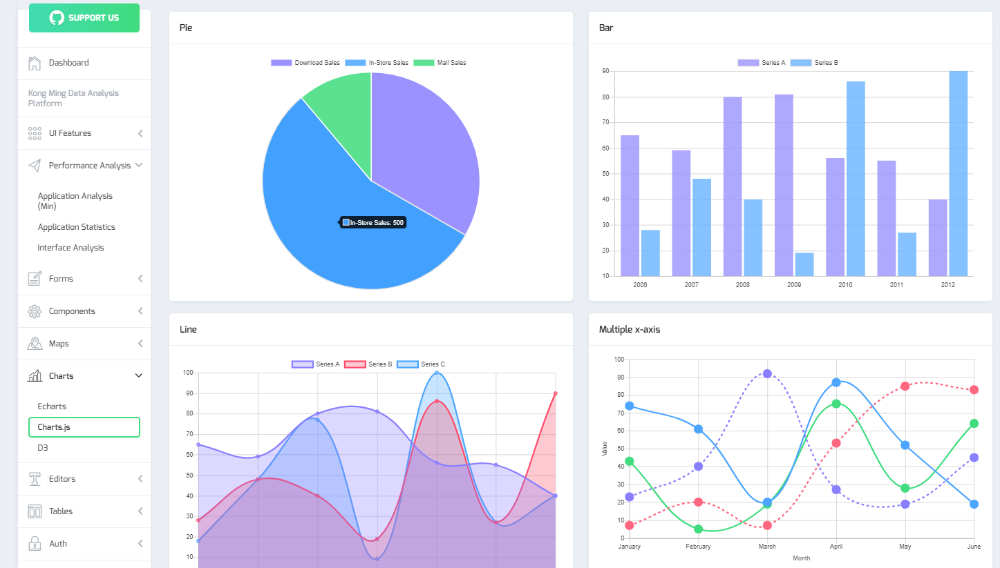 SUPPORT US
Dashboard
Kong Ming Data Analysis
Platform
UI Features
Performance Analysis
Application Analysis
(Min)
Application Statistics
Interface Analysis
Forms
Components
Maps
Charts
Echarts
Charts.js
D3
Editors
Tables
Auth
Pie
Download Sales In-Store Sales Mail Sales
In-Store Sales: 500
Bar
Series A Series B
90
80
70
60
50
40
30
20
10
2006 2007 2008 2009 2010 2011 2012
Line
Series A Series B Series C
100
90
80
70
60
50
40
30
20
10
Multiple x-axis
100
90
80
70
60
50
40
30
20
10
0
Value
January February March April May June
Month